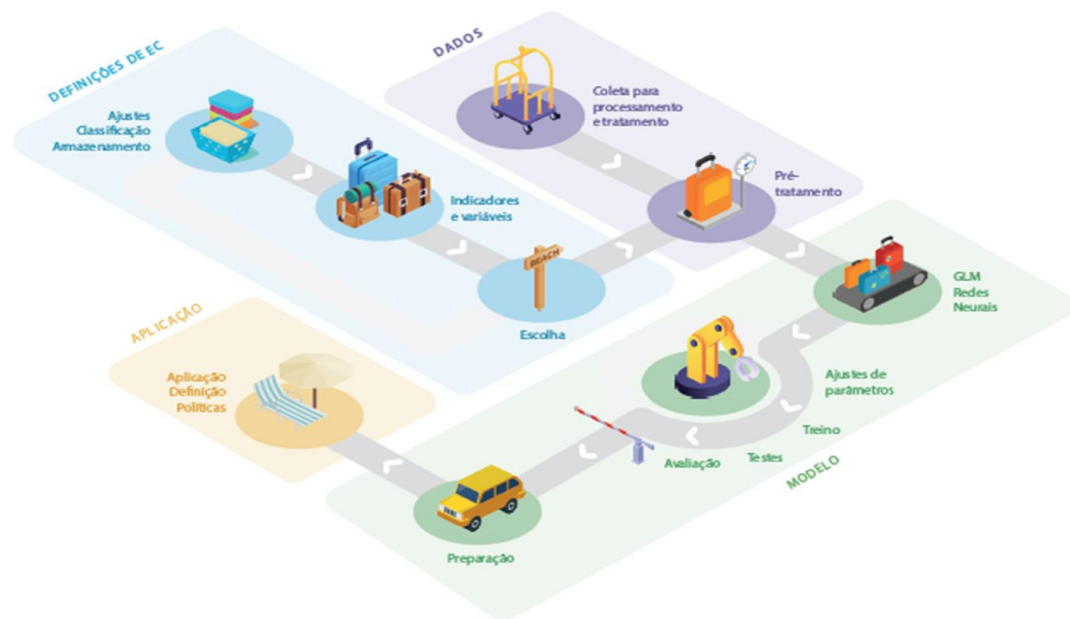 DEFINIÇÕES DE EC
Ajustes
Classificação
Armazenamento
Indicadores
e variáveis
BEACH
Escolha
DADOS
Coleta para
processamento
e tratamento
Pré-
tratamento
GLM
Redes
Neurais
Ajustes de
parâmetros
Treino
Testes
Avaliação
MODELO
Preparação
APLICAÇÃO
Aplicação
Definição
Políticas